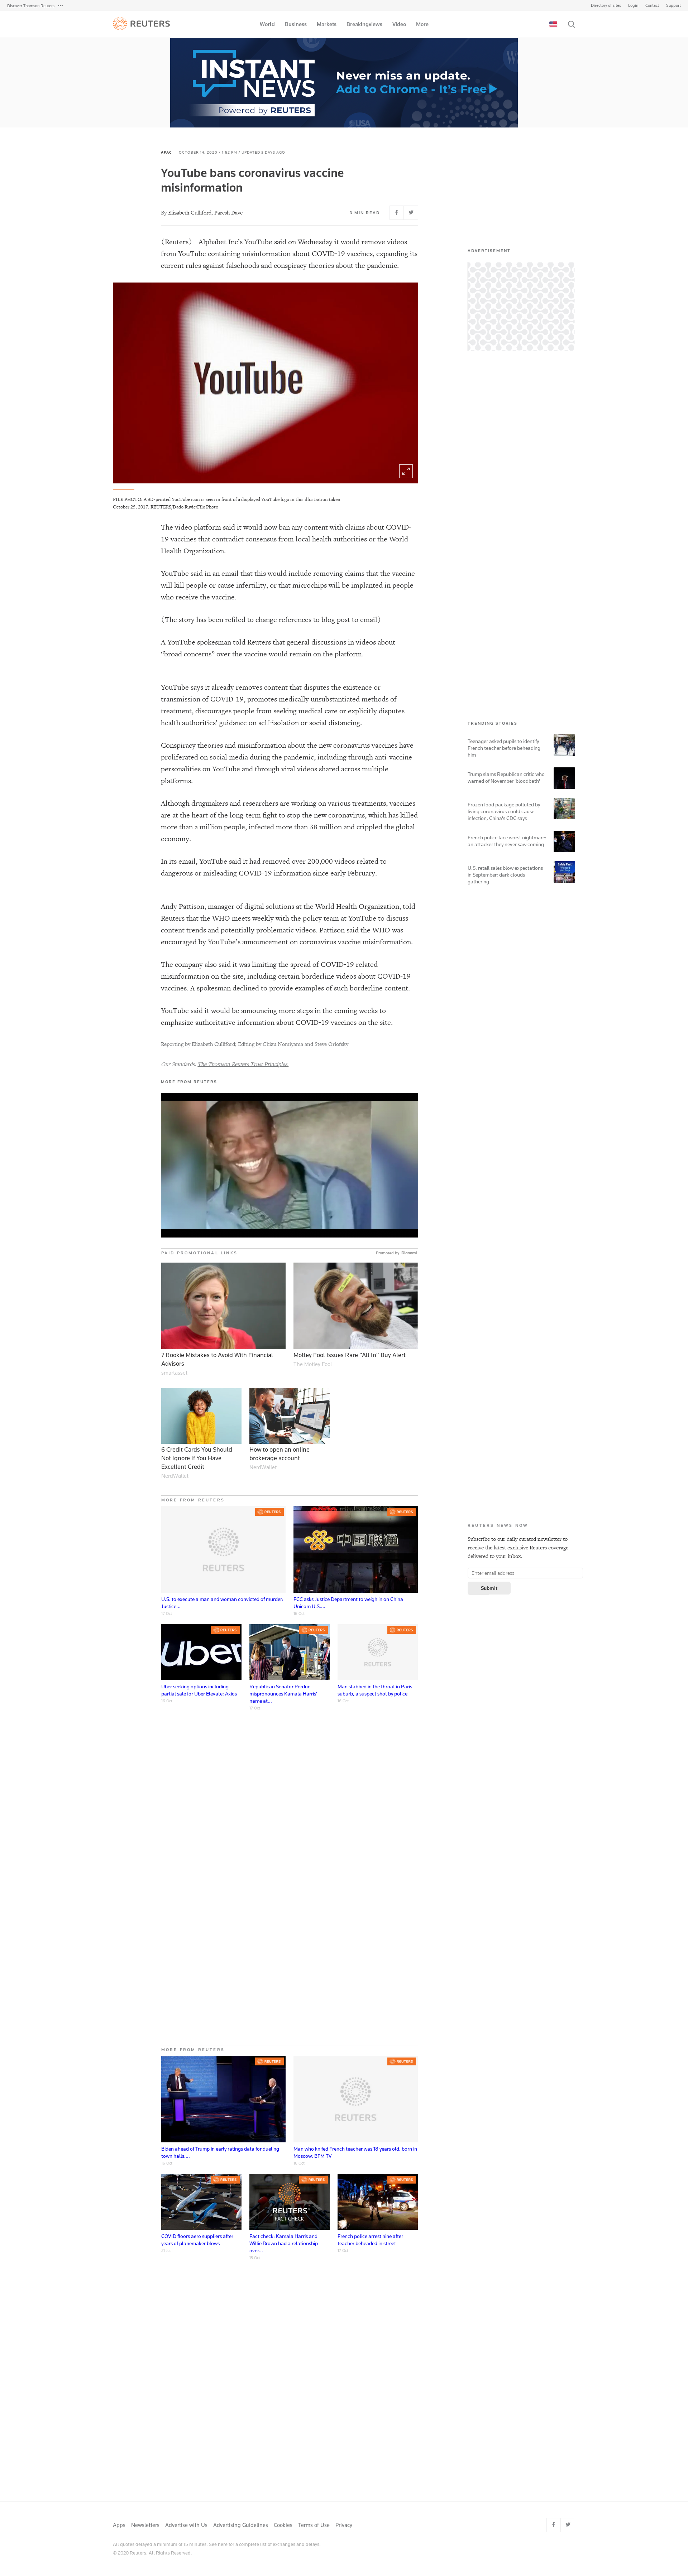 Discover Thomson Reuters
Directory of sites Login Contact Support
REUTERS
World Business Markets Breakingviews Video More
INSTANT
NEWS
Powered by REUTERS
Never miss an update.
Add to Chrome - It's Free
APAC OCTOBER 14, 2020 / 1:52 PM / UPDATED 3 DAYS AGO
YouTube bans coronavirus vaccine
misinformation
By Elizabeth Culliford, Paresh Dave
2 MIN READ
(Reuters) - Alphabet Inc's YouTube said on Wednesday it would remove videos
from YouTube containing misinformation about COVID-19 vaccines, expanding its
current rules against falsehoods and conspiracy theories about the pandemic.
YouTube
FILE PHOTO: A 3D-printed YouTube icon is seen in front of a displayed YouTube logo in this illustration taken
October 25, 2017. REUTERS/Dado Ruvic/File Photo
The video platform said it would now ban any content with claims about COVID-
19 vaccines that contradict consensus from local health authorities or the World
Health Organization.
YouTube said in an email that this would include removing claims that the vaccine
will kill people or cause infertility, or that microchips will be implanted in people
who receive the vaccine.
(The story has been refiled to change references to blog post to email)
A YouTube spokesman told Reuters that general discussions in videos about
“broad concerns” over the vaccine would remain on the platform.
YouTube says it already removes content that disputes the existence or
transmission of COVID-19, promotes medically unsubstantiated methods of
treatment, discourages people from seeking medical care or explicitly disputes
health authorities' guidance on self-isolation or social distancing.
Conspiracy theories and misinformation about the new coronavirus vaccines have
proliferated on social media during the pandemic, including through anti-vaccine
personalities on YouTube and through viral videos shared across multiple
platforms.
Although drugmakers and researchers are working on various treatments, vaccines
are at the heart of the long-term fight to stop the new coronavirus, which has killed
more than a million people, infected more than 38 million and crippled the global
economy.
In its email, YouTube said it had removed over 200,000 videos related to
dangerous or misleading COVID-19 information since early February.
Andy Pattison, manager of digital solutions at the World Health Organization, told
Reuters that the WHO meets weekly with the policy team at YouTube to discuss
content trends and potentially problematic videos. Pattison said the WHO was
encouraged by YouTube's announcement on coronavirus vaccine misinformation.
The company also said it was limiting the spread of COVID-19 related
misinformation on the site, including certain borderline videos about COVID-19
vaccines. A spokesman declined to provide examples of such borderline content.
YouTube said it would be announcing more steps in the coming weeks to
emphasize authoritative information about COVID-19 vaccines on the site.
Reporting by Elizabeth Culliford; Editing by Chizu Nomiyama and Steve Orlofsky
Our Standards: The Thomson Reuters Trust Principles.
MORE FROM REUTERS
PAID PROMOTIONAL LINKS
Promoted by Dianomi
7 Rookie Mistakes to Avoid With Financial
Advisors
smartasset
Motley Fool Issues Rare “All In” Buy Alert
The Motley Fool
6 Credit Cards You Should
Not Ignore If You Have
Excellent Credit
NerdWallet
How to open an online
brokerage account
NerdWallet
MORE FROM REUTERS
REUTERS
REUTERS
U.S. to execute a man and woman convicted of murder:
Justice...
17 Oct
REUTERS
FCC asks Justice Department to weigh in on China
Unicom U.S....
16 Oct
REUTERS
Uber
Uber seeking options including
partial sale for Uber Elevate: Axios
REUTERS
Republican Senator Perdue
mispronounces Kamala Harris'
name at...
REUTERS
REUTERS
Man stabbed in the throat in Paris
suburb, a suspect shot by police
MORE FROM REUTERS
REUTERS
Biden ahead of Trump in early ratings data for dueling
town halls:...
16 Oct
REUTERS
REUTERS
Man who knifed French teacher was 18 years old, born in
Moscow: BFM TV
REUTERS
COVID floors aero suppliers after
years of planemaker blows
REUTERS
REUTERS
FACT CHECK
Fact check: Kamala Harris and
Willie Brown had a relationship
over...
REUTERS
French police arrest nine after
teacher beheaded in street
ADVERTISEMENT
TRENDING STORIES
Teenager asked pupils to identify
French teacher before beheading
him
Trump slams Republican critic who
warned of November 'bloodbath'
Frozen food package polluted by
living coronavirus could cause
infection, China's CDC says
French police face worst nightmare:
an attacker they never saw coming
U.S. retail sales blow expectations
in September; dark clouds
gathering
REUTERS NEWS NOW
Subscribe to our daily curated newsletter to
receive the latest exclusive Reuters coverage
delivered to your inbox.
Enter email address
Submit
Apps Newsletters Advertise with Us Advertising Guidelines Cookies Terms of Use Privacy
All quotes delayed a minimum of 15 minutes. See here for a complete list of exchanges and delays.
© 2020 Reuters. All Rights Reserved.